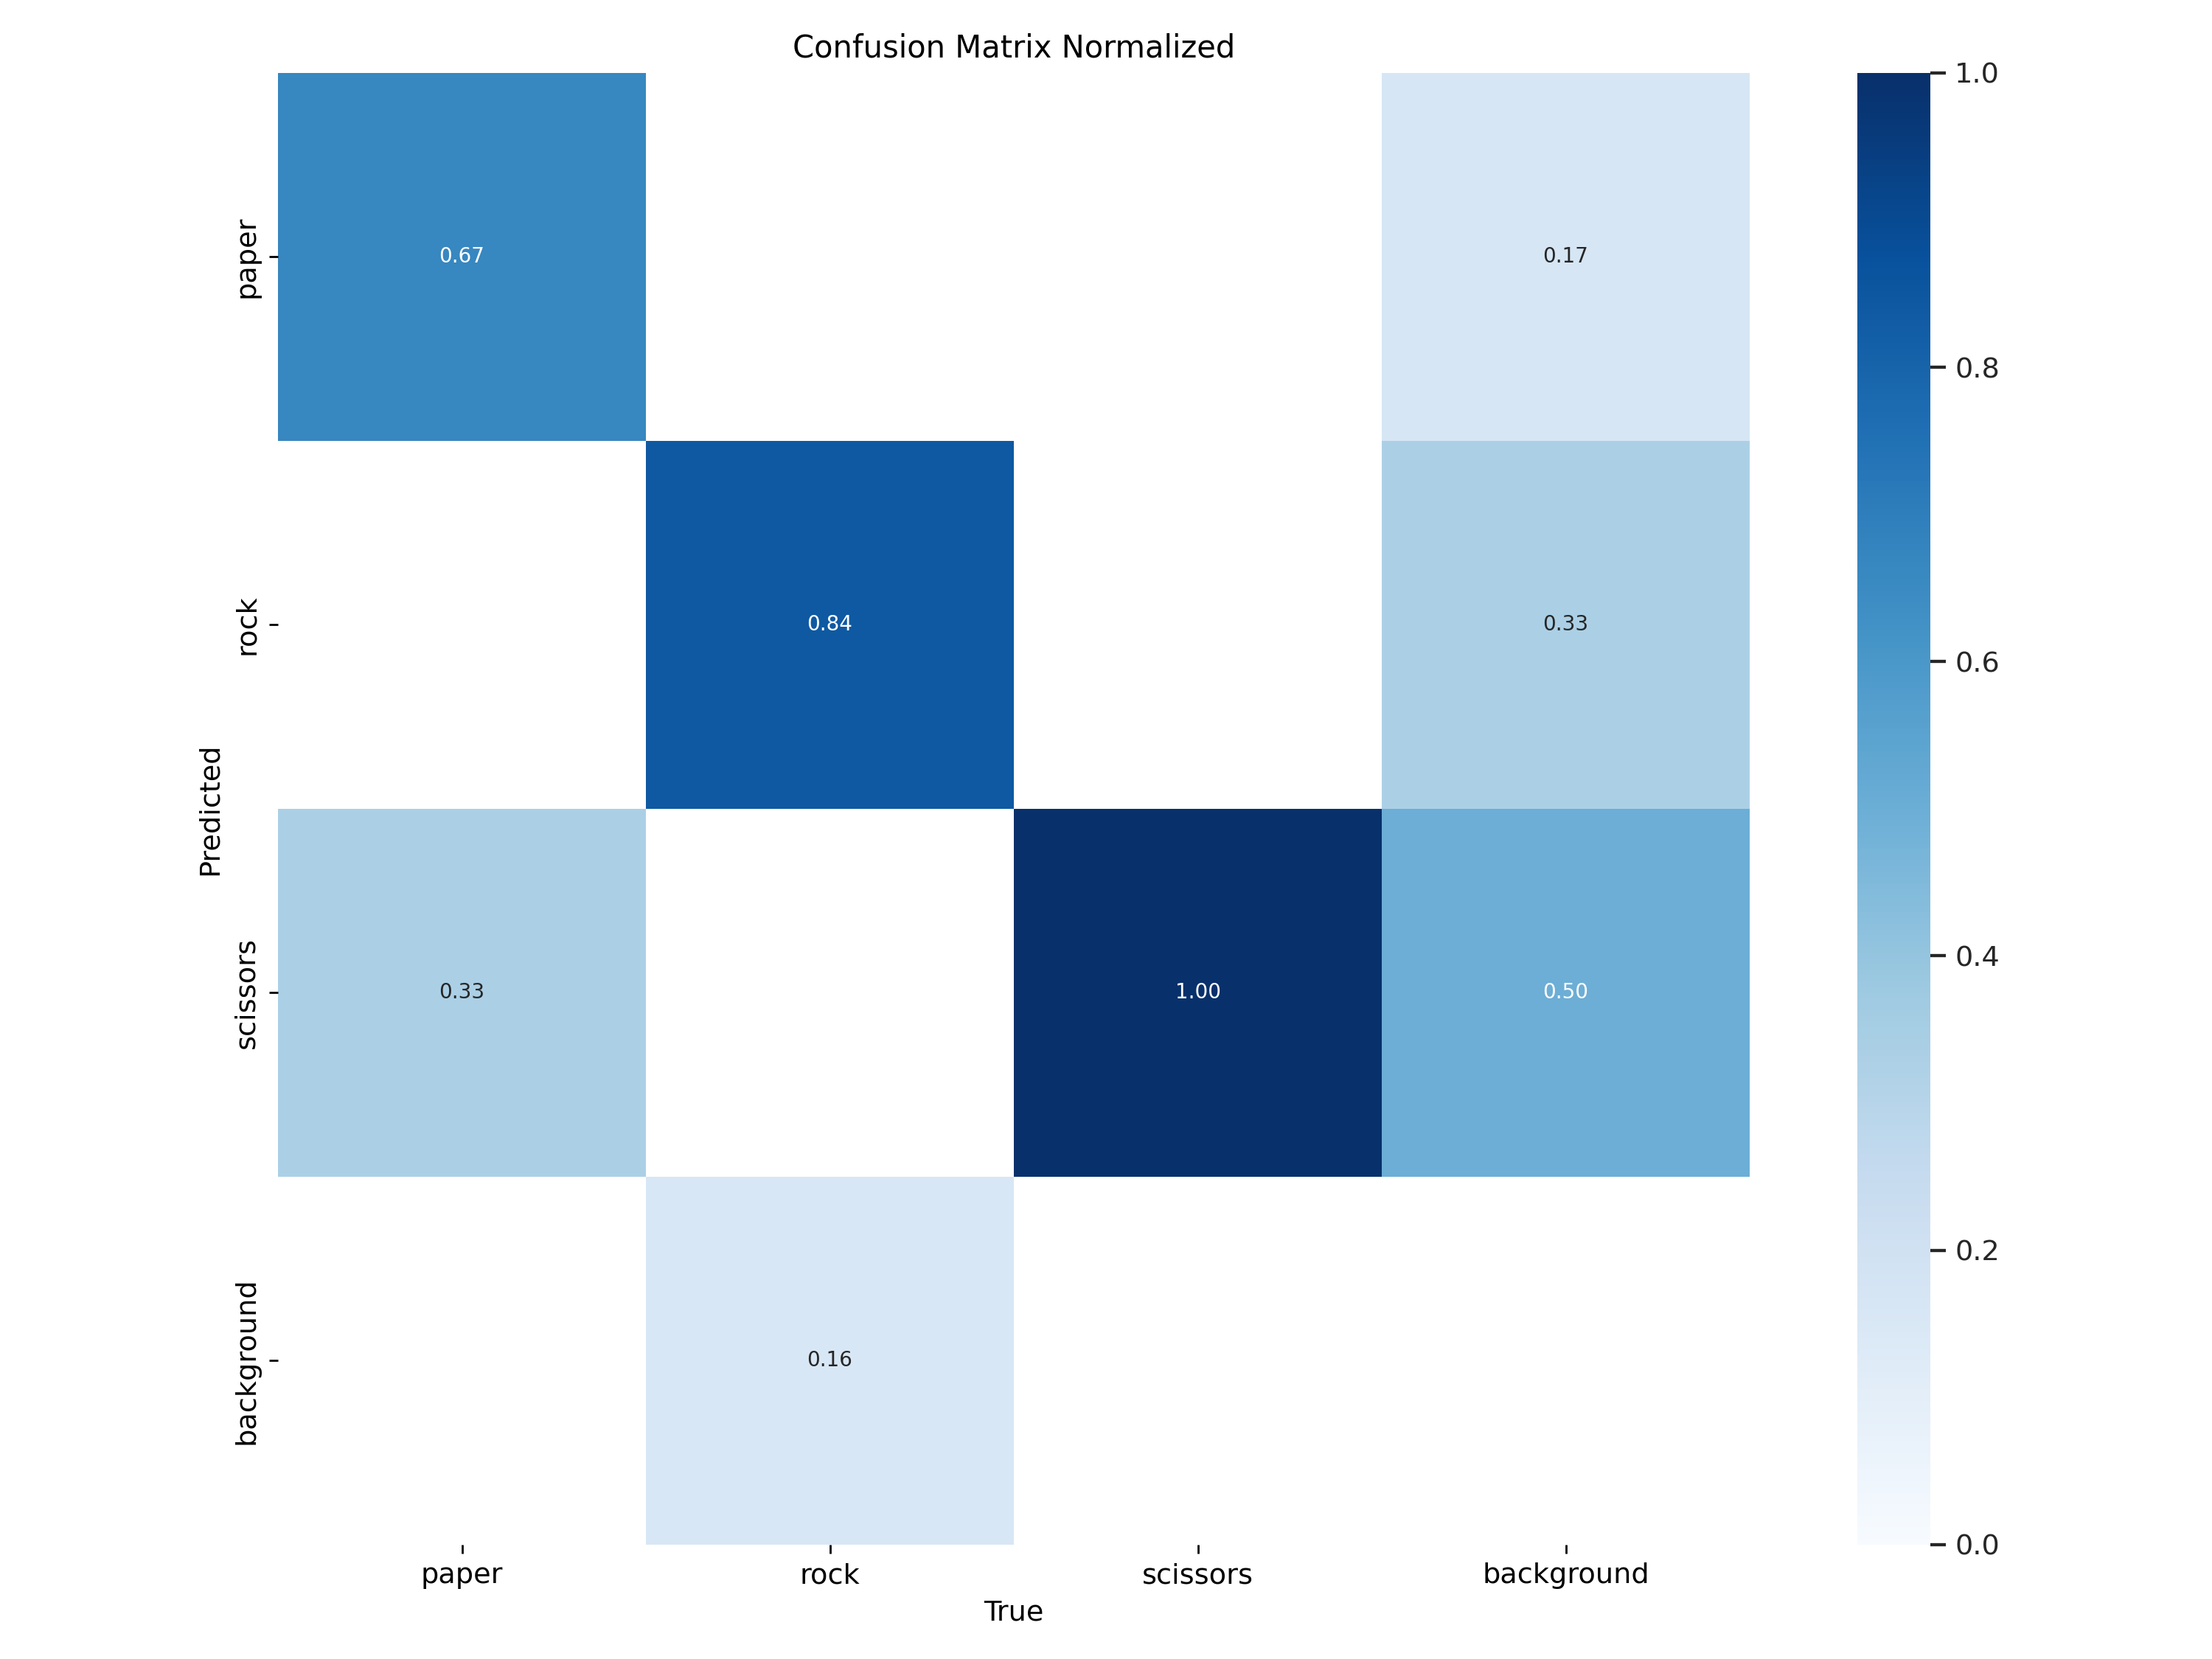 Confusion Matrix Normalized
paper
0.67
0.17
rock
0.84
0.33
scissors
0.33
1.00
0.50
background
0.16
Predicted
paper
rock
scissors
background
True
1.0
0.8
0.6
0.4
0.2
0.0